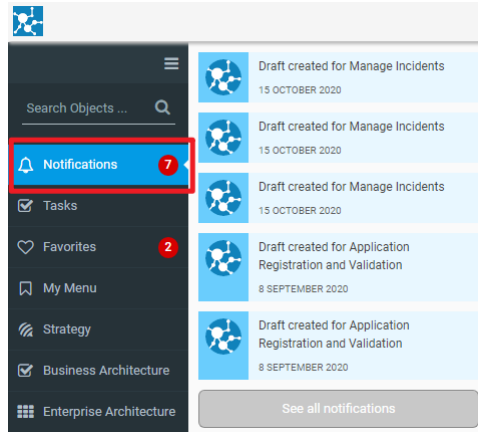 Search Objects ...
Notifications 7
Tasks
Favorites 2
My Menu
Strategy
Business Architecture
Enterprise Architecture
Draft created for Manage Incidents
15 OCTOBER 2020
Draft created for Manage Incidents
15 OCTOBER 2020
Draft created for Manage Incidents
15 OCTOBER 2020
Draft created for Application
Registration and Validation
8 SEPTEMBER 2020
Draft created for Application
Registration and Validation
8 SEPTEMBER 2020
See all notifications